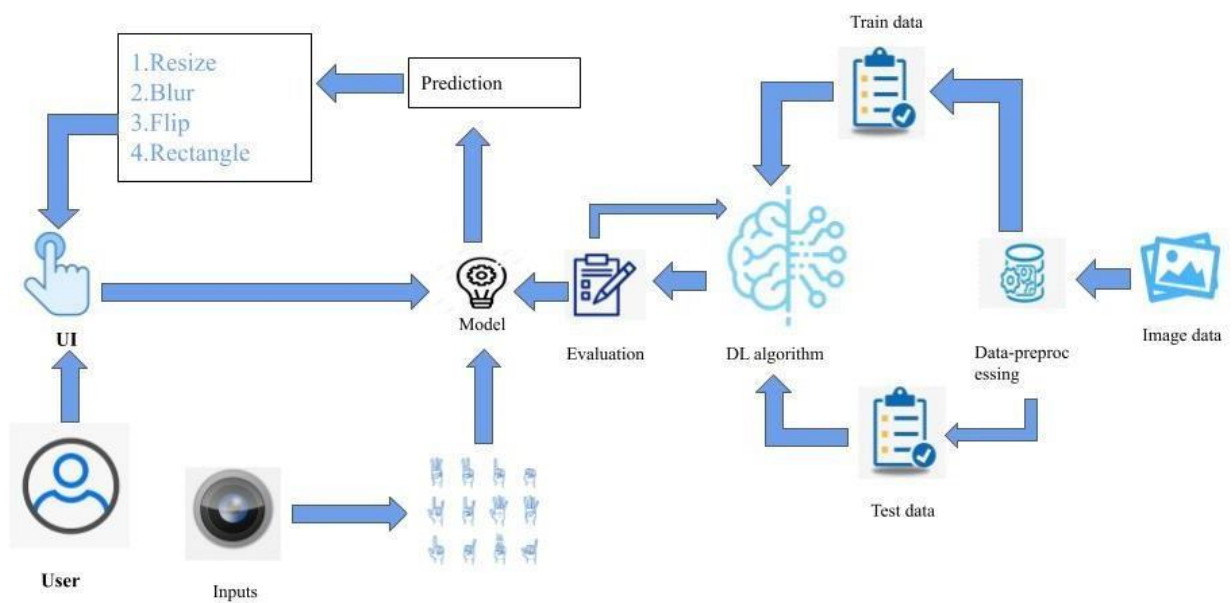 Train data
1.Resize
2.Blur
3.Flip
4.Rectangle
Prediction
UI
Model
Evaluation
DL algorithm
Data-preproc
essing
Image data
Test data
User
Inputs